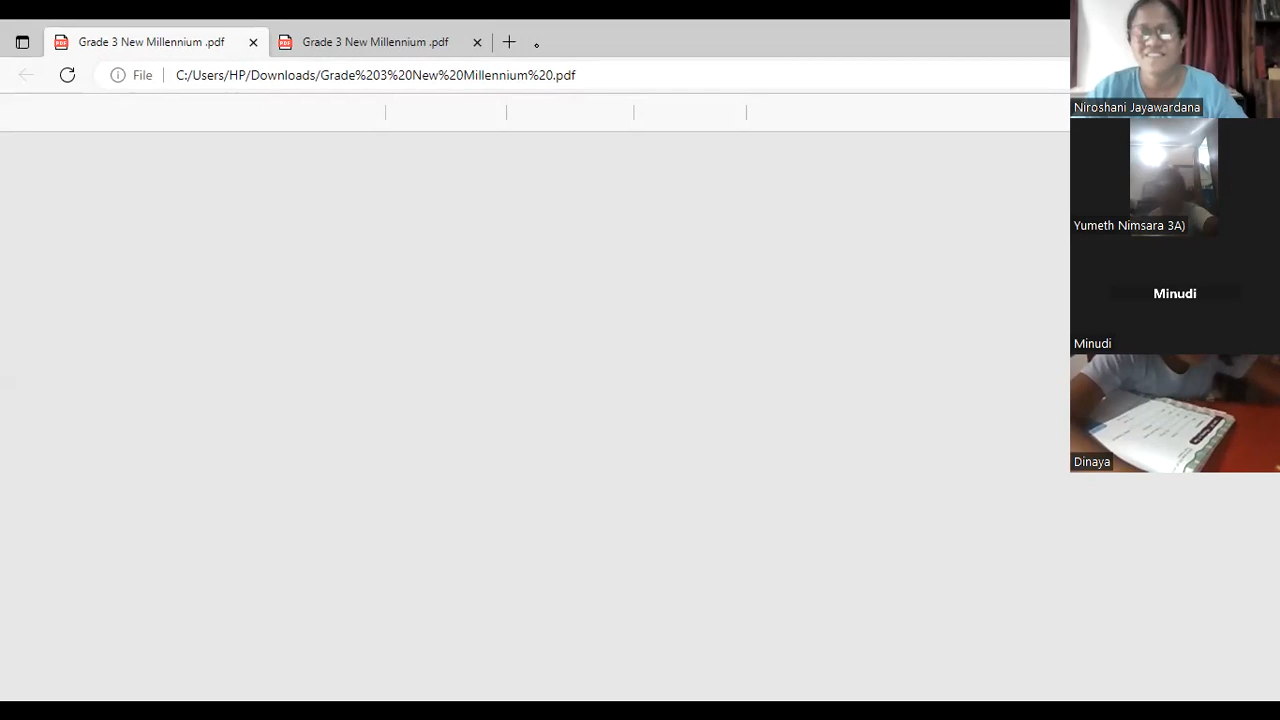 Grade 3 New Millennium .pdf
Grade 3 New Millennium .pdf
File
C:/Users/HP/Downloads/Grade%203%20New%20Millennium%20.pdf
Niroshani Jayawardana
Yumeth Nimsara 3A)
Minudi
Minudi
Dinaya